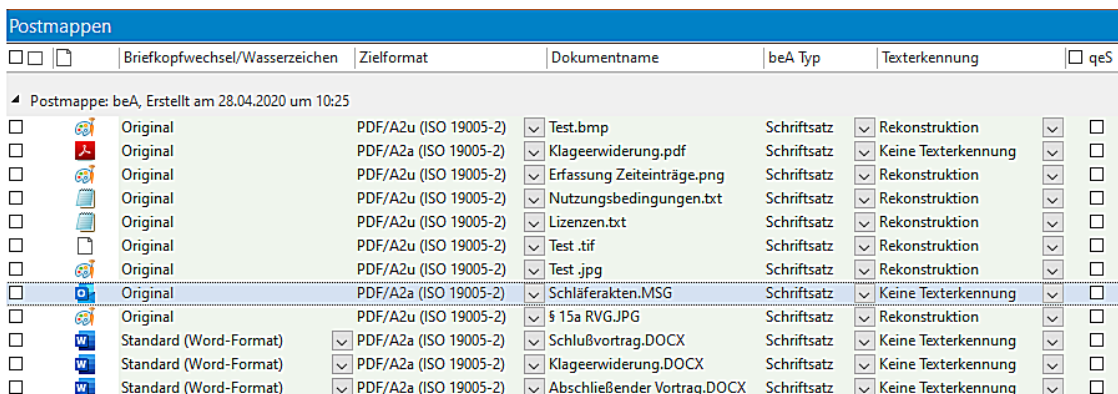 Postmappen
Briefkopfwechsel/Wasserzeichen Zielformat Dokumentname beA Typ Texterkennung qeS
Postmappe: beA, Erstellt am 28.04.2020 um 10:25
Original PDF/A2u (ISO 19005-2) Test.bmp Schriftsatz Rekonstruktion
Original PDF/A2a (ISO 19005-2) Klageerwiderung.pdf Schriftsatz Keine Texterkennung
Original PDF/A2u (ISO 19005-2) Erfassung Zeiteinträge.png Schriftsatz Rekonstruktion
Original PDF/A2u (ISO 19005-2) Nutzungsbedingungen.txt Schriftsatz Rekonstruktion
Original PDF/A2u (ISO 19005-2) Lizenzen.txt Schriftsatz Rekonstruktion
Original PDF/A2u (ISO 19005-2) Test .tif Schriftsatz Rekonstruktion
Original PDF/A2u (ISO 19005-2) Test .jpg Schriftsatz Rekonstruktion
Original PDF/A2a (ISO 19005-2) Schläferakten.MSG Schriftsatz Keine Texterkennung
Original PDF/A2u (ISO 19005-2) § 15a RVG.JPG Schriftsatz Rekonstruktion
Standard (Word-Format) PDF/A2a (ISO 19005-2) Schlußvortrag.DOCX Schriftsatz Keine Texterkennung
Standard (Word-Format) PDF/A2a (ISO 19005-2) Klageerwiderung.DOCX Schriftsatz Keine Texterkennung
Standard (Word-Format) PDF/A2a (ISO 19005-2) Abschließender Vortrag.DOCX Schriftsatz Keine Texterkennung